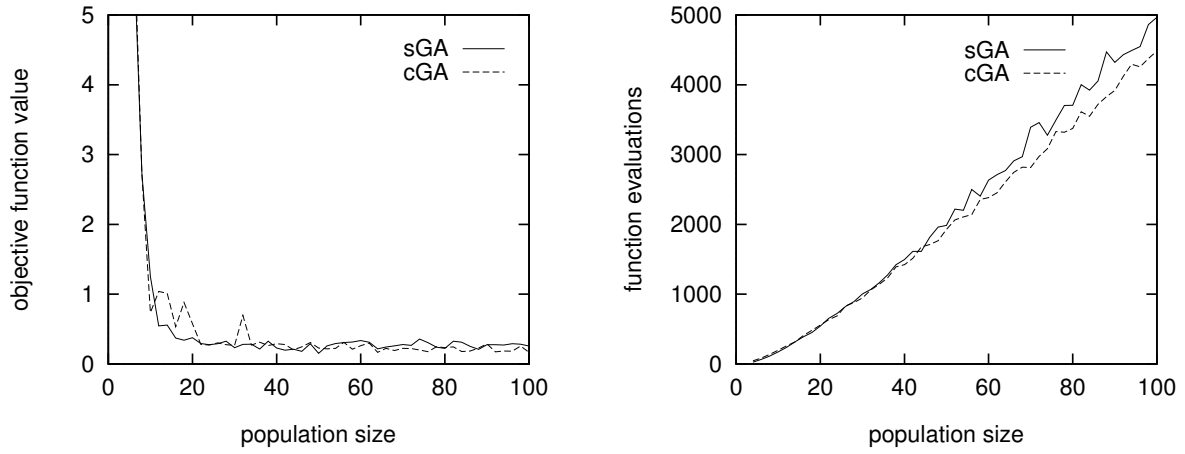 objective function value
5
4
3
2
1
0
0 20 40 60 80 100
population size
sGA
cGA
function evaluations
5000
4000
3000
2000
1000
0
0 20 40 60 80 100
population size
sGA
cGA